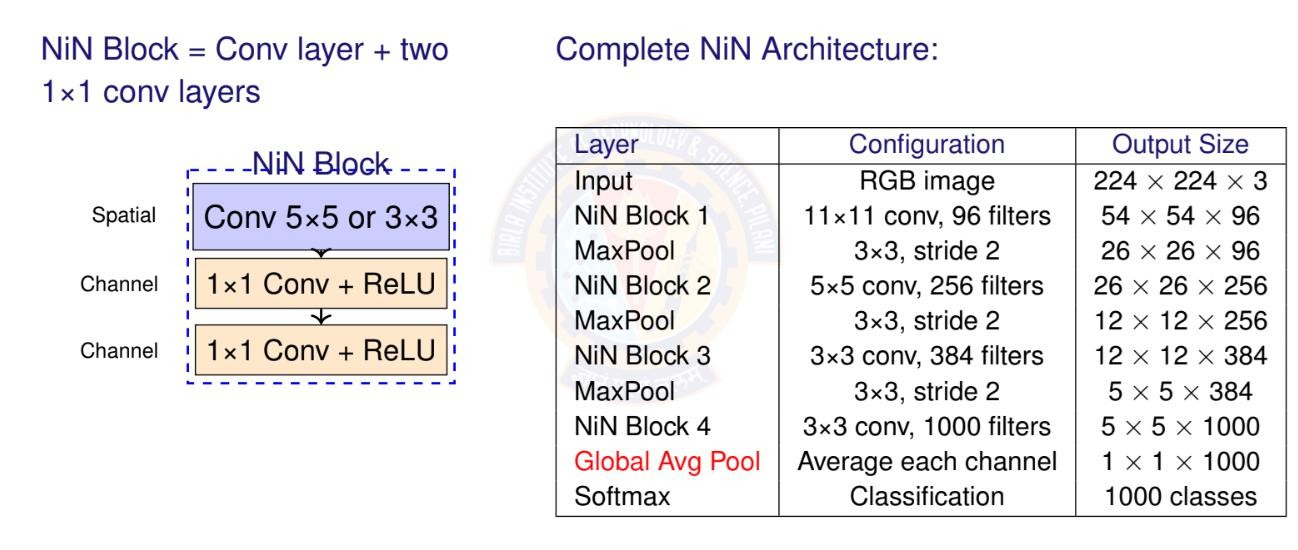 NiN Block = Conv layer + two
1×1 conv layers
NiN Block
Spatial
Conv 5×5 or 3×3
Channel
1×1 Conv + ReLU
Channel
1×1 Conv + ReLU
Complete NiN Architecture:
Layer Configuration Output Size
Input RGB image 224 × 224 × 3
NiN Block 1 11×11 conv, 96 filters 54 × 54 × 96
MaxPool 3×3, stride 2 26 × 26 × 96
NiN Block 2 5×5 conv, 256 filters 26 × 26 × 256
MaxPool 3×3, stride 2 12 × 12 × 256
NiN Block 3 3×3 conv, 384 filters 12 × 12 × 384
MaxPool 3×3, stride 2 5 × 5 × 384
NiN Block 4 3×3 conv, 1000 filters 5 × 5 × 1000
Global Avg Pool Average each channel 1 × 1 × 1000
Softmax Classification 1000 classes
BIRLA INSTITUTE OF TECHNOLOGY & SCIENCE, PILANI